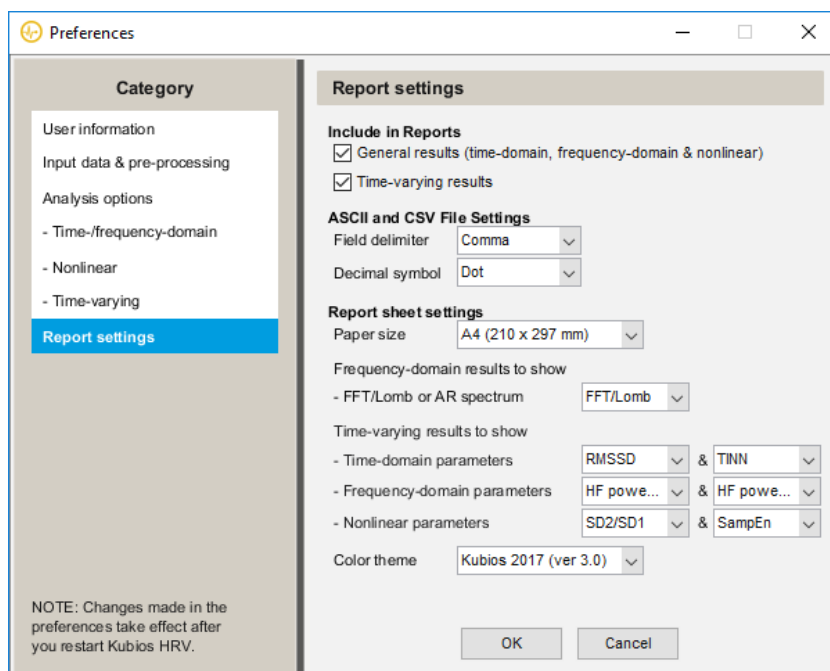 Preferences
Category
User information
Input data & pre-processing
Analysis options
- Time-/frequency-domain
- Nonlinear
- Time-varying
Report settings
NOTE: Changes made in the
preferences take effect after
you restart Kubios HRV.
Report settings
Include in Reports
General results (time-domain, frequency-domain & nonlinear)
Time-varying results
ASCII and CSV File Settings
Field delimiter Comma
Decimal symbol Dot
Report sheet settings
Paper size A4 (210 x 297 mm)
Frequency-domain results to show
- FFT/Lomb or AR spectrum FFT/Lomb
Time-varying results to show
- Time-domain parameters RMSSD & TINN
- Frequency-domain parameters HF powe... & HF powe...
- Nonlinear parameters SD2/SD1 & SampEn
Color theme Kubios 2017 (ver 3.0)
OK Cancel